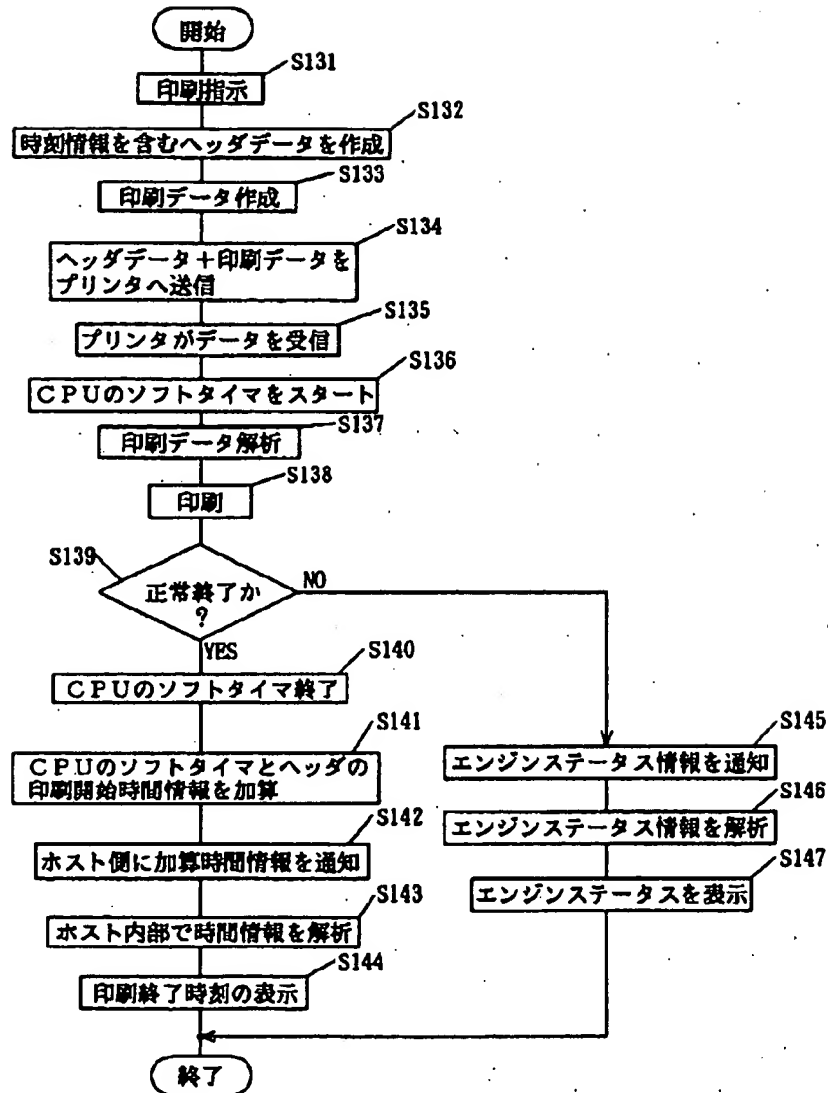 開始
S131
印刷指示
S132
時刻情報を含むヘッダデータを作成
S133
印刷データ作成
S134
ヘッダデータ+印刷データを
プリンタへ送信
S135
プリンタがデータを受信
S136
CPUのソフトタイマをスタート
S137
印刷データ解析
S138
印刷
S139
正常終了か
?
NO
YES
S140
CPUのソフトタイマ終了
S141
CPUのソフトタイマとヘッダの
印刷開始時間情報を加算
S142
ホスト側に加算時間情報を通知
S143
ホスト内部で時間情報を解析
S144
印刷終了時刻の表示
S145
エンジンステータス情報を通知
S146
エンジンステータス情報を解析
S147
エンジンステータスを表示
終了